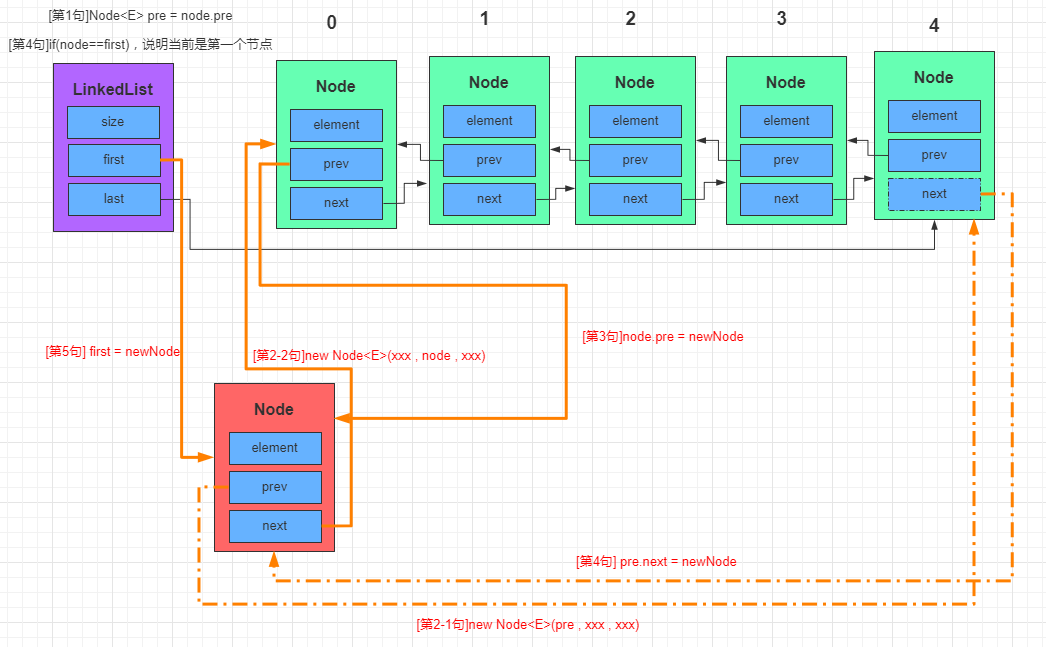 [第1句]Node<E> pre = node.pre
[第4句]if(node==first)，说明当前是第一个节点
0
1
2
3
4
LinkedList
size
first
last
Node
element
prev
next
Node
element
prev
next
Node
element
prev
next
Node
element
prev
next
Node
element
prev
next
[第3句]node.pre = newNode
[第5句] first = newNode
[第2-2句]new Node<E>(xxx , node , xxx)
Node
element
prev
next
[第4句] pre.next = newNode
[第2-1句]new Node<E>(pre , xxx , xxx)